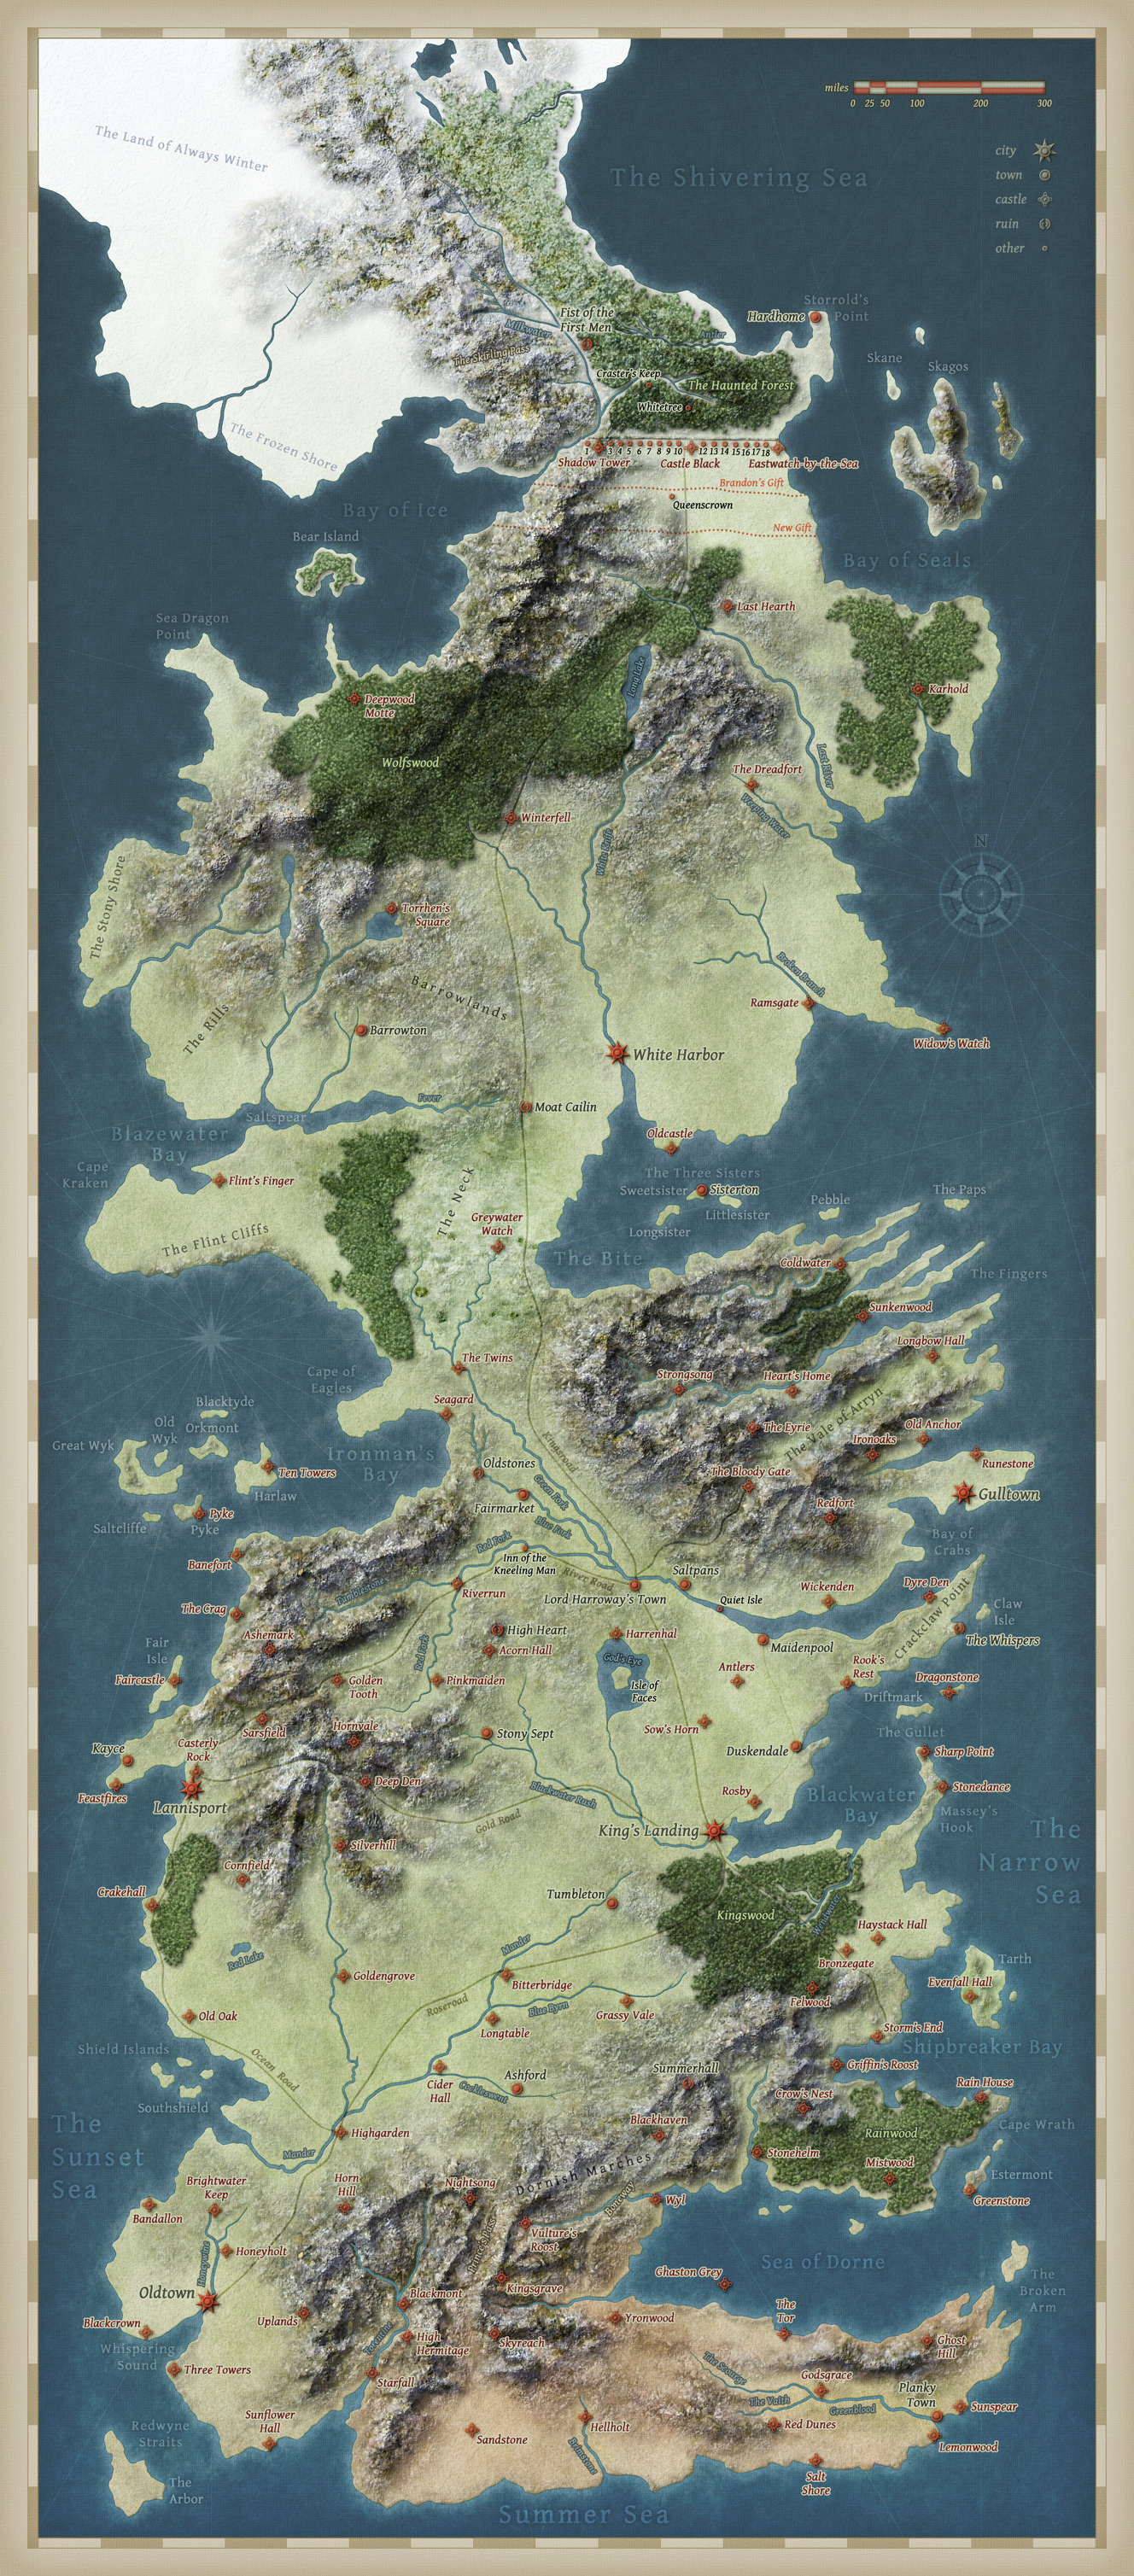 miles
0 25 50 100 200 300
The Land of Always Winter
The Shivering Sea
city
town
castle
ruin
other
Storrold's
Point
Hardhome
Fist of the
First Men
Milkwater
Antler
The Skirling Pass
Skane
Skagos
Craster's Keep
The Haunted Forest
Whitetree
The Frozen Shore
1 3 4 5 6 7 8 9 10 12 13 14 15 16 17 18
Shadow Tower
Castle Black
Eastwatch-by-the-Sea
Brandon's Gift
Queenscrown
Bay of Ice
New Gift
Bear Island
Bay of Seals
Last Hearth
Sea Dragon
Point
Long Lake
Karhold
Deepwood
Motte
Wolfswood
Last River
The Dreadfort
Weeping Water
Winterfell
White Knife
N
The Stony Shore
Torrhen's
Square
Broken Branch
Barrowlands
Ramsgate
The Rills
Barrowton
Widow's Watch
White Harbor
Fever
Moat Cailin
Saltspear
Blazewater
Bay
Oldcastle
Cape
Kraken
Flint's Finger
The Three Sisters
Sweetsister
Sisterton
Littlesister
Longsister
Pebble
The Paps
The Neck
Greywater
Watch
The Flint Cliffs
The Bite
Coldwater
The Fingers
Sunkenwood
Longbow Hall
The Twins
Cape of
Eagles
Strongsong
Heart's Home
Seagard
Blacktyde
Old
Wyk
Orkmont
Great Wyk
The Vale of Arryn
The Eyrie
Old Anchor
Ironoaks
Kingsroad
Ironman's
Bay
Oldstones
Ten Towers
Harlaw
The Bloody Gate
Runestone
Green Fork
Gulltown
Fairmarket
Redfort
Pyke
Saltcliffe
Pyke
Blue Fork
Red Fork
Bay of
Crabs
Banefort
Inn of the
Kneeling Man
River Road
Saltpans
Tumblestone
Riverrun
Lord Harroway's Town
Quiet Isle
Wickenden
Dyre Den
Crackclaw Point
Claw
Isle
The Crag
Ashemark
High Heart
Acorn Hall
Harrenhal
Maidenpool
The Whispers
Fair
Isle
Red Fork
God's Eye
Isle of
Faces
Rook's
Rest
Faircastle
Golden
Tooth
Pinkmaiden
Antlers
Dragonstone
Driftmark
Sarsfield
Hornvale
Stony Sept
Sow's Horn
The Gullet
Casterly
Rock
Kayce
Duskendale
Sharp Point
Feastfires
Lannisport
Deep Den
Blackwater Rush
Rosby
Blackwater
Bay
Stonedance
Massey's
Hook
Gold Road
King's Landing
The
Narrow
Sea
Silverhill
Cornfield
Crakehall
Tumbleton
Kingswood
Wendwater
Haystack Hall
Mander
Red Lake
Bronzegate
Tarth
Goldengrove
Bitterbridge
Felwood
Evenfall Hall
Roseroad
Blue Byrn
Grassy Vale
Old Oak
Longtable
Storm's End
Shipbreaker Bay
Shield Islands
Ocean Road
Cider
Hall
Cockleswent
Ashford
Summerhall
Griffin's Roost
Southshield
Crow's Nest
Rain House
The
Sunset
Sea
Highgarden
Blackhaven
Rainwood
Cape Wrath
Mander
Stonehelm
Mistwood
Dornish Marches
Brightwater
Keep
Horn
Hill
Nightsong
Estermont
Greenstone
Bandallon
Boneway
Wyl
Vulture's
Roost
Prince's Pass
Honeyholt
Honeywine
Sea of Dorne
Oldtown
Kingsgrave
Ghaston Grey
The
Broken
Arm
Blackmont
Uplands
Yronwood
The
Tor
Blackcrown
High
Hermitage
Skyreach
Ghost
Hill
Whispering
Sound
Torentine
Three Towers
Starfall
The Scourge
Godsgrace
Planky
Town
The Vaith
Greenblood
Sunspear
Sunflower
Hall
Redwyne
Straits
Hellholt
Red Dunes
Sandstone
Lemonwood
Brimstone
Salt
Shore
The
Arbor
Summer Sea